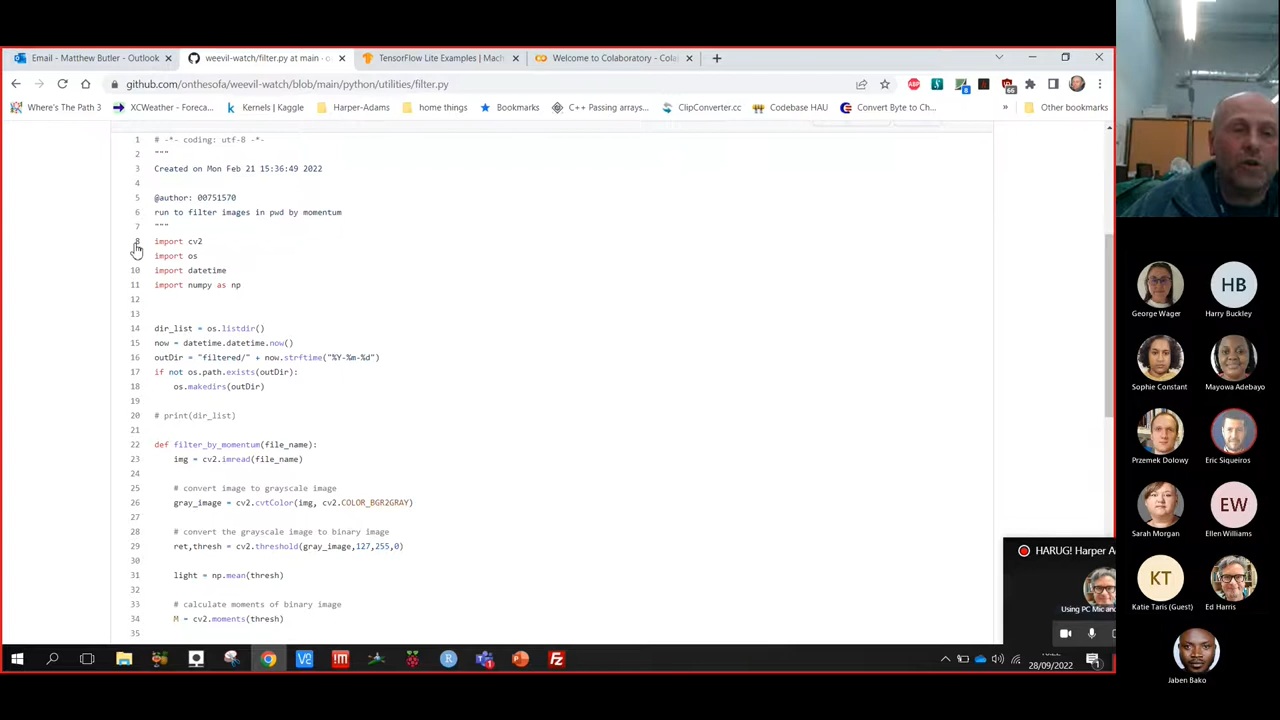 Email - Matthew Butler - Outlook
weevil-watch/filter.py at main
TensorFlow Lite Examples | Mach
Welcome to Colaboratory - Colab
github.com/onthesofa/weevil-watch/blob/main/python/utilities/filter.py
Where's The Path 3
XCWeather - Foreca...
Kernels | Kaggle
Harper-Adams
home things
Bookmarks
C++ Passing arrays...
ClipConverter.cc
Codebase HAU
Convert Byte to Ch...
Other bookmarks
1 # -*- coding: utf-8 -*-
2 """
3 Created on Mon Feb 21 15:36:49 2022
4
5 @author: 00751570
6 run to filter images in pwd by momentum
7 """
8 import cv2
import os
10 import datetime
11 import numpy as np
12
13
14 dir_list = os.listdir()
15 now = datetime.datetime.now()
16 outDir = "filtered/" + now.strftime("%Y-%m-%d")
17 if not os.path.exists(outDir):
18 os.makedirs(outDir)
19
20 # print(dir_list)
21
22 def filter_by_momentum(file_name):
23 img = cv2.imread(file_name)
24
25 # convert image to grayscale image
26 gray_image = cv2.cvtColor(img, cv2.COLOR_BGR2GRAY)
27
28 # convert the grayscale image to binary image
29 ret,thresh = cv2.threshold(gray_image,127,255,0)
30
31 light = np.mean(thresh)
32
33 # calculate moments of binary image
34 M = cv2.moments(thresh)
35
HARUG! Harper A
Using PC Mic and
28/09/2022
George Wager
HB
Harry Buckley
Sophie Constant
Mayowa Adebayo
Przemek Dolowy
Eric Siqueiros
Sarah Morgan
EW
Ellen Williams
KT
Katie Taris (Guest)
Ed Harris
Jaben Bako